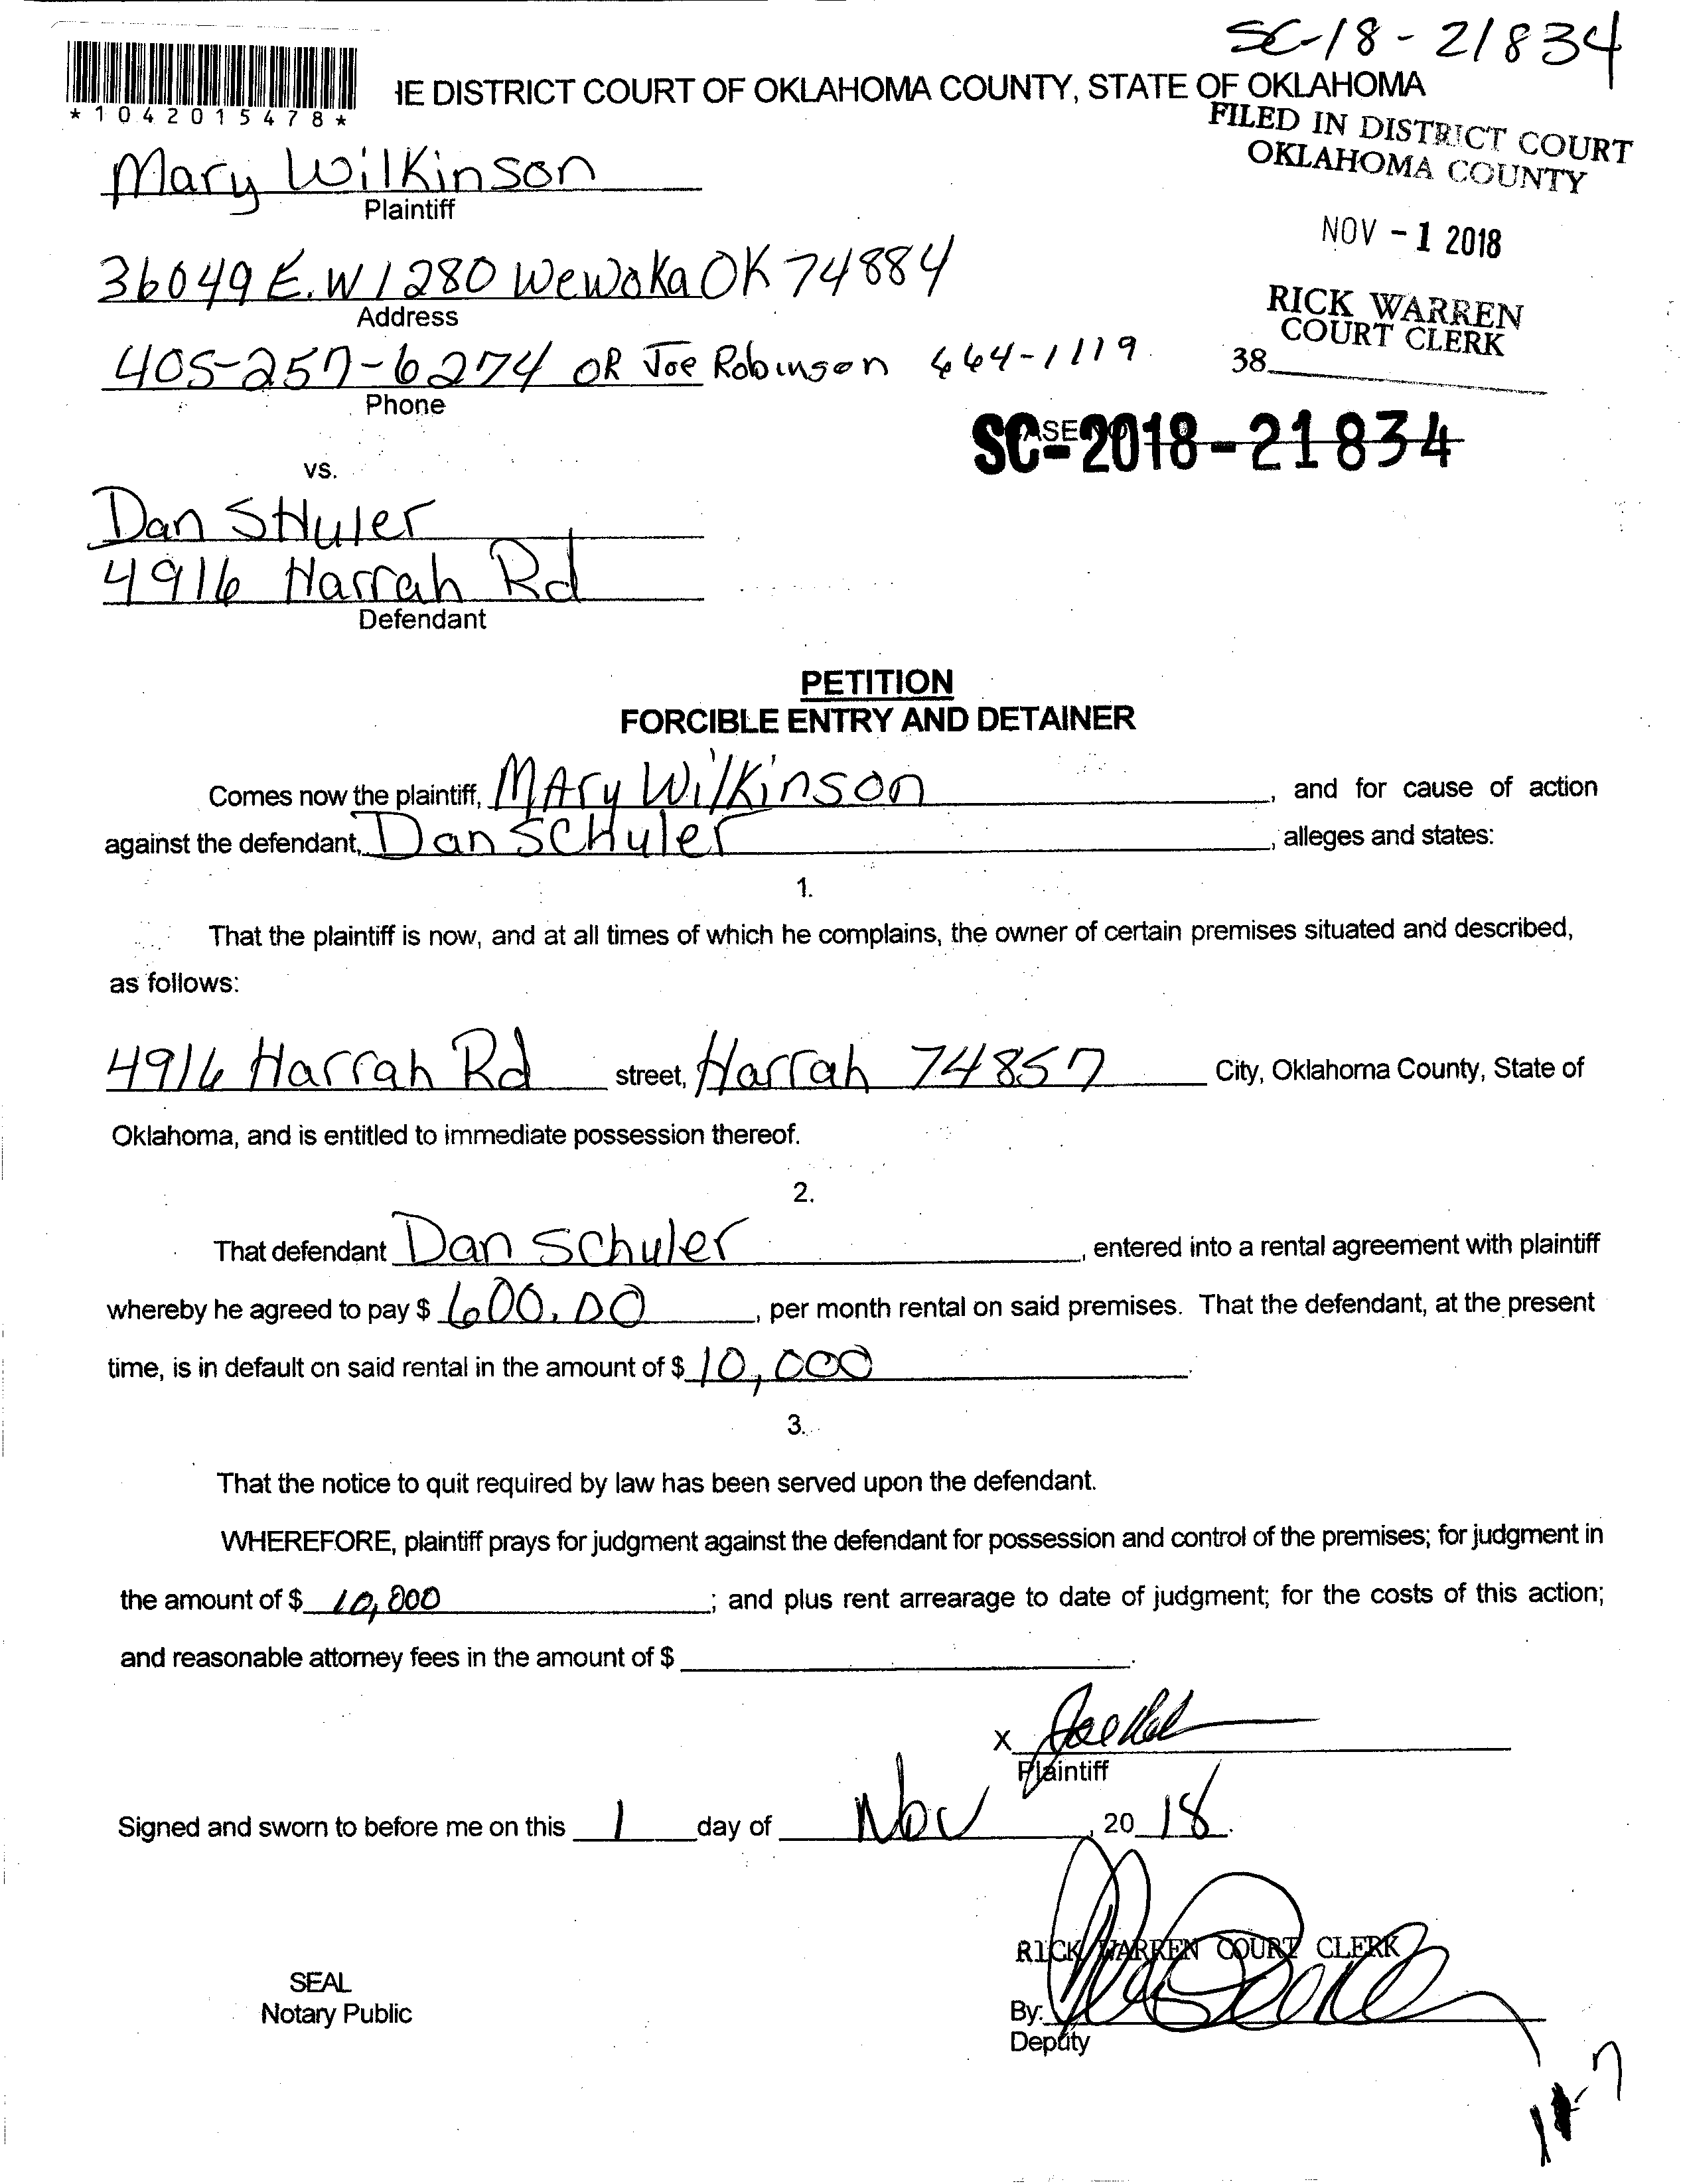 SC-18-21834
*1042015478*
IE DISTRICT COURT OF OKLAHOMA COUNTY, STATE OF OKLAHOMA
FILED IN DISTRICT COURT
OKLAHOMA COUNTY
Mary Wilkinson
Plaintiff
NOV - 1 2018
36049 E.W 1280 Wewoka OK 74884
Address
RICK WARREN
COURT CLERK
38
405-257-6274 OR Joe Robinson 664-1119
Phone
SC-2018-21834
vs.
Dan SHuler
4916 Harrah Rd
Defendant
PETITION
FORCIBLE ENTRY AND DETAINER
Comes now the plaintiff, MAry Wilkinson, and for cause of action
against the defendant, Dan SCHuler, alleges and states:
1.
That the plaintiff is now, and at all times of which he complains, the owner of certain premises situated and described,
as follows:
4916 Harrah Rd street, Harrah 74857 City, Oklahoma County, State of
Oklahoma, and is entitled to immediate possession thereof.
2.
That defendant Dan Schuler, entered into a rental agreement with plaintiff
whereby he agreed to pay $ 600.00, per month rental on said premises. That the defendant, at the present
time, is in default on said rental in the amount of $ 10,000.
3.
That the notice to quit required by law has been served upon the defendant.
WHEREFORE, plaintiff prays for judgment against the defendant for possession and control of the premises; for judgment in
the amount of $ 10,000; and plus rent arrearage to date of judgment; for the costs of this action;
and reasonable attorney fees in the amount of $ .
X
Plaintiff
Signed and sworn to before me on this 1 day of Nov, 20 18.
RICK WARREN COURT CLERK
SEAL
Notary Public
By:
Deputy